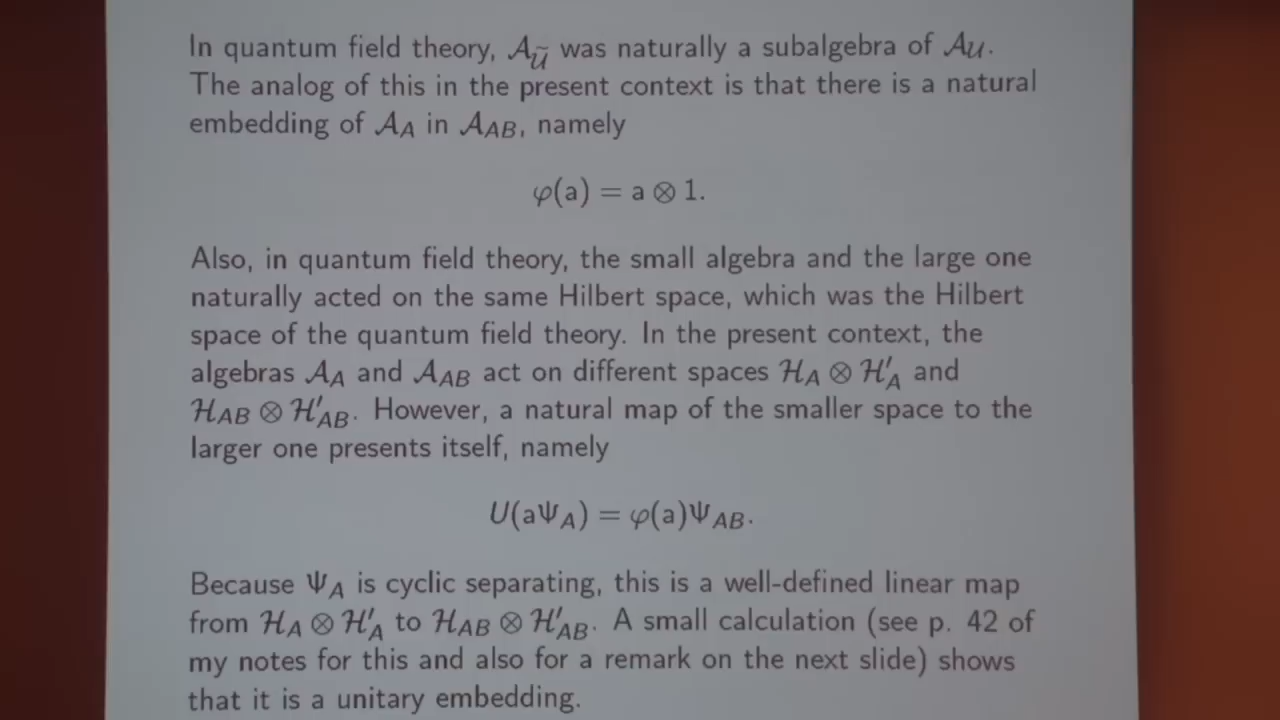 In quantum field theory, 𝒜_Ũ was naturally a subalgebra of 𝒜_U.
The analog of this in the present context is that there is a natural
embedding of 𝒜_A in 𝒜_AB, namely
φ(a) = a ⊗ 1.
Also, in quantum field theory, the small algebra and the large one
naturally acted on the same Hilbert space, which was the Hilbert
space of the quantum field theory. In the present context, the
algebras 𝒜_A and 𝒜_AB act on different spaces ℋ_A ⊗ ℋ′_A and
ℋ_AB ⊗ ℋ′_AB. However, a natural map of the smaller space to the
larger one presents itself, namely
U(aΨ_A) = φ(a)Ψ_AB.
Because Ψ_A is cyclic separating, this is a well-defined linear map
from ℋ_A ⊗ ℋ′_A to ℋ_AB ⊗ ℋ′_AB. A small calculation (see p. 42 of
my notes for this and also for a remark on the next slide) shows
that it is a unitary embedding.